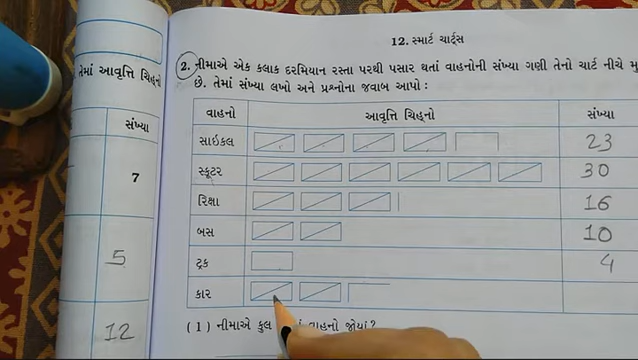 12. સ્માર્ટ ચાર્ટ્સ
2. નીમાએ એક કલાક દરમિયાન રસ્તા પરથી પસાર થતાં વાહનોની સંખ્યા ગણી તેનો ચાર્ટ નીચે મુ
છે. તેમાં સંખ્યા લખો અને પ્રશ્નોના જવાબ આપો :
વાહનો આવૃત્તિ ચિહ્નો સંખ્યા
સાઇકલ 23
સ્કૂટર 30
રિક્ષા 16
બસ 10
ટ્રક 4
કાર
(1) નીમાએ કુલ વાહનો જોયાં?
તેમાં આવૃત્તિ ચિહ્નો
સંખ્યા
7
5
12